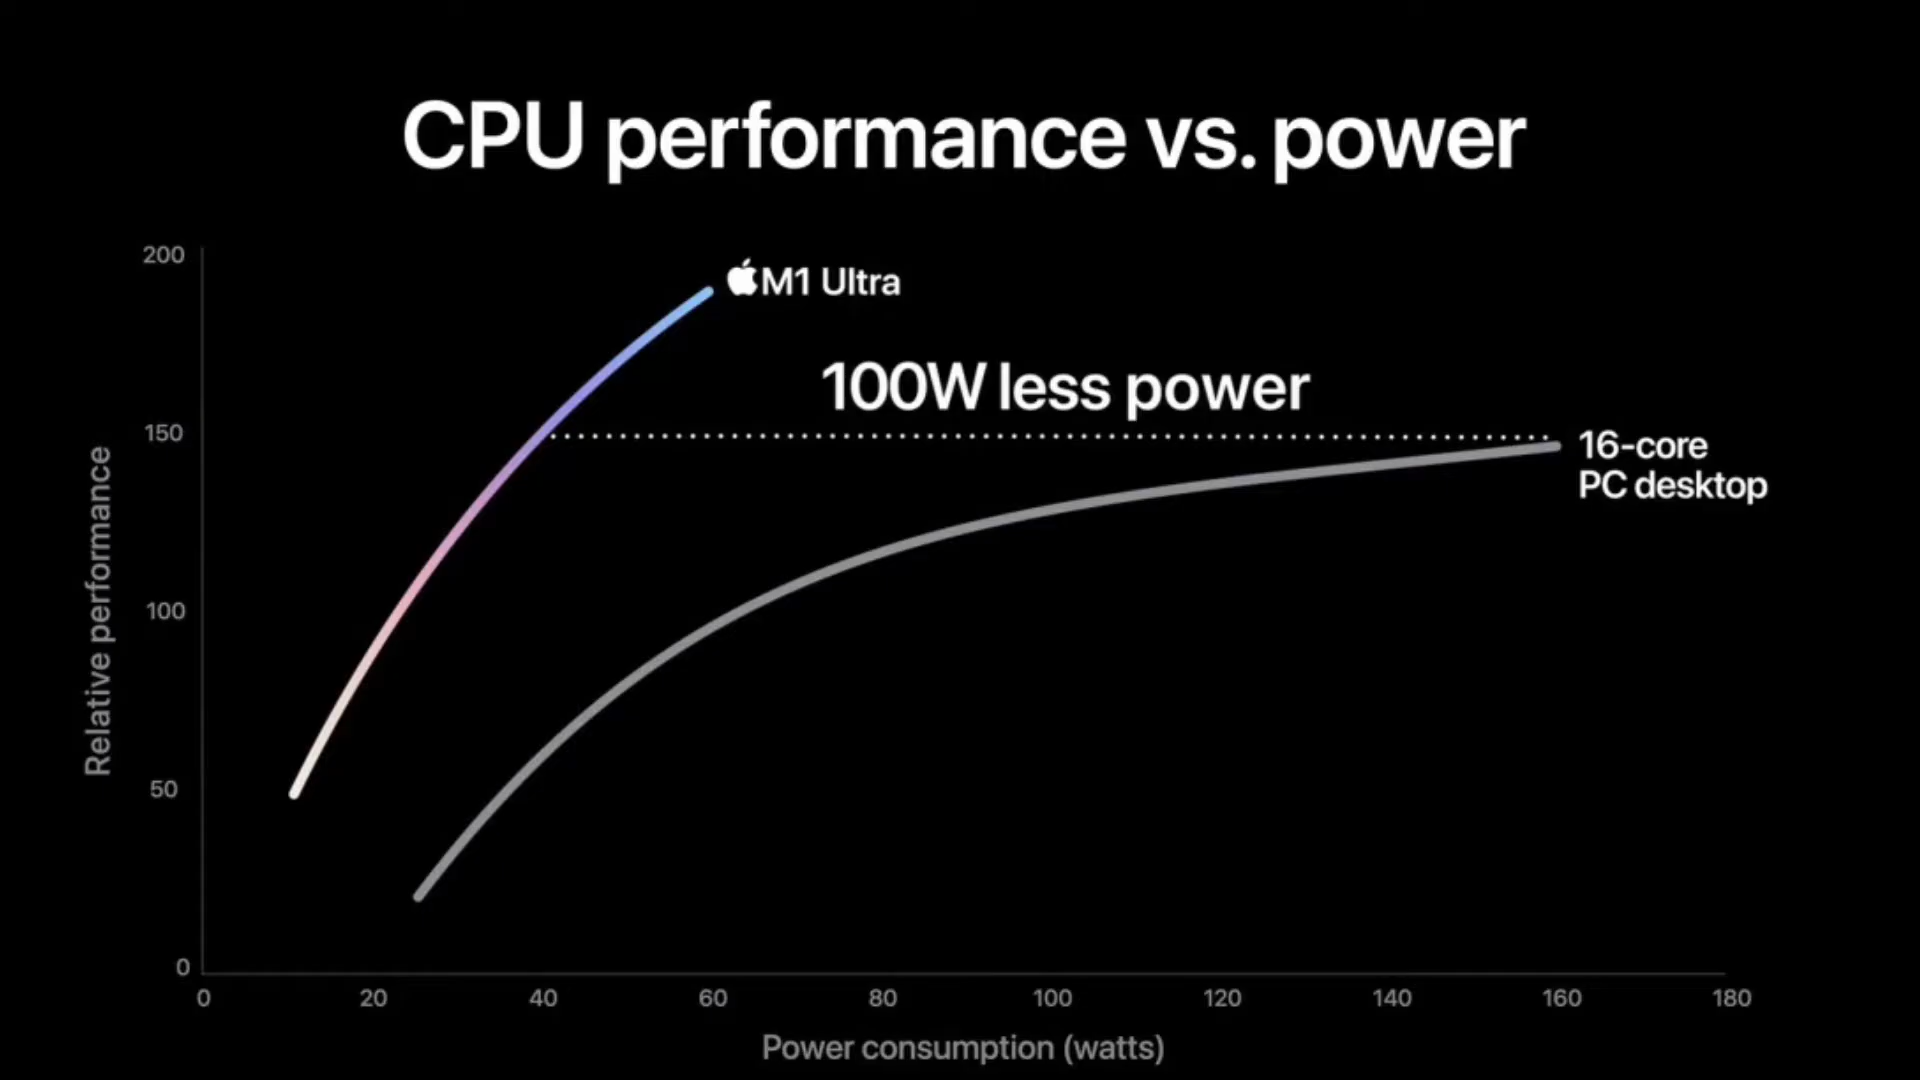 CPU performance vs. power
200
M1 Ultra
100W less power
150
16-core
PC desktop
Relative performance
100
50
0
0 20 40 60 80 100 120 140 160 180
Power consumption (watts)